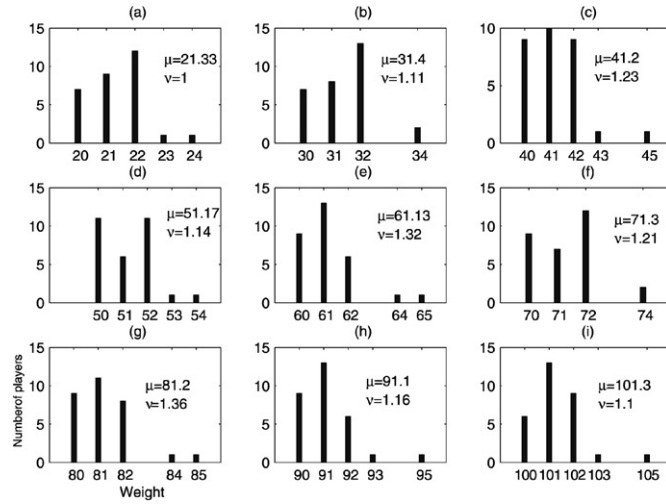 (a)
15
10
5
0
μ=21.33
ν=1
20 21 22 23 24
(b)
15
10
5
0
μ=31.4
ν=1.11
30 31 32 34
(c)
10
5
0
μ=41.2
ν=1.23
40 41 42 43 45
(d)
15
10
5
0
μ=51.17
ν=1.14
50 51 52 53 54
(e)
15
10
5
0
μ=61.13
ν=1.32
60 61 62 64 65
(f)
15
10
5
0
μ=71.3
ν=1.21
70 71 72 74
(g)
Numberof players
15
10
5
0
μ=81.2
ν=1.36
80 81 82 84 85
Weight
(h)
15
10
5
0
μ=91.1
ν=1.16
90 91 92 93 95
(i)
15
10
5
0
μ=101.3
ν=1.1
100 101 102 103 105